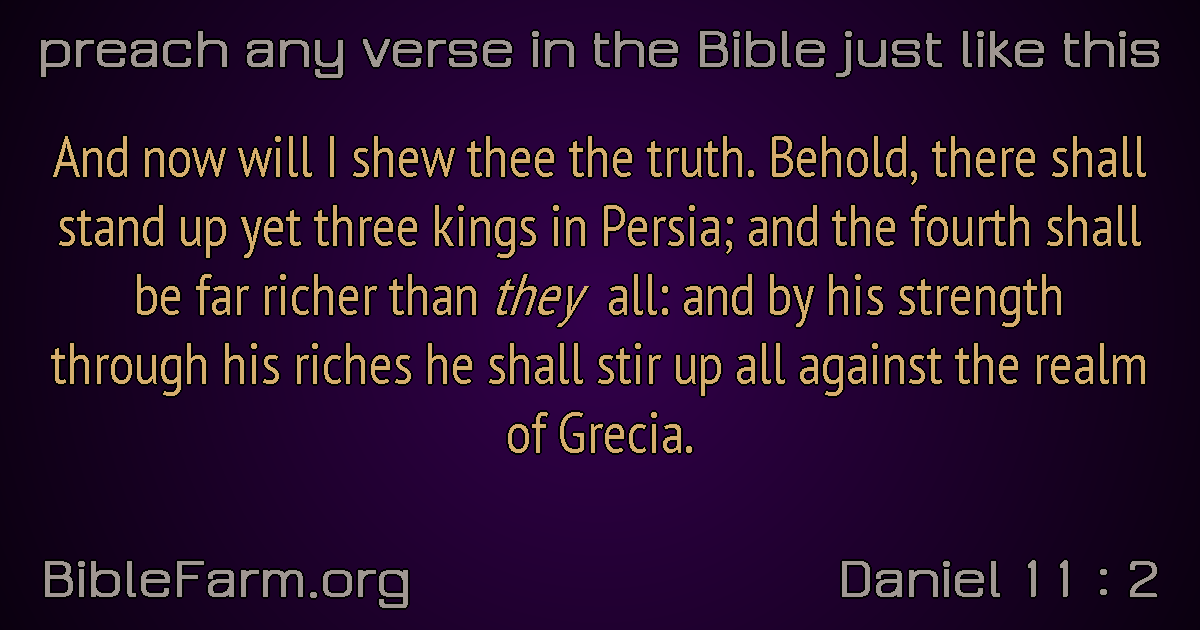 preach any verse in the Bible just like this
And now will I shew thee the truth. Behold, there shall
stand up yet three kings in Persia; and the fourth shall
be far richer than they all: and by his strength
through his riches he shall stir up all against the realm
of Grecia.
BibleFarm.org
Daniel 11 : 2